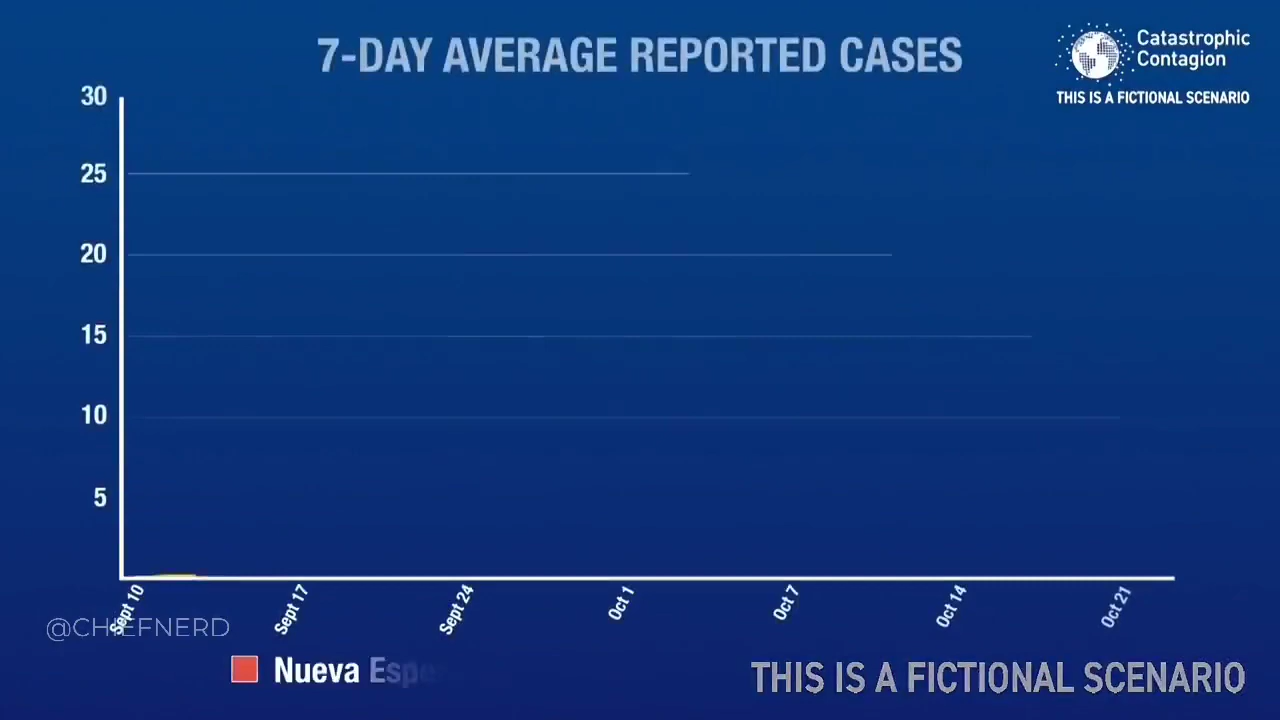 7-DAY AVERAGE REPORTED CASES
Catastrophic
Contagion
THIS IS A FICTIONAL SCENARIO
30
25
20
15
10
5
Sept 10
Sept 17
Sept 24
Oct 1
Oct 7
Oct 14
Oct 21
@CHIEFNERD
Nueva
THIS IS A FICTIONAL SCENARIO